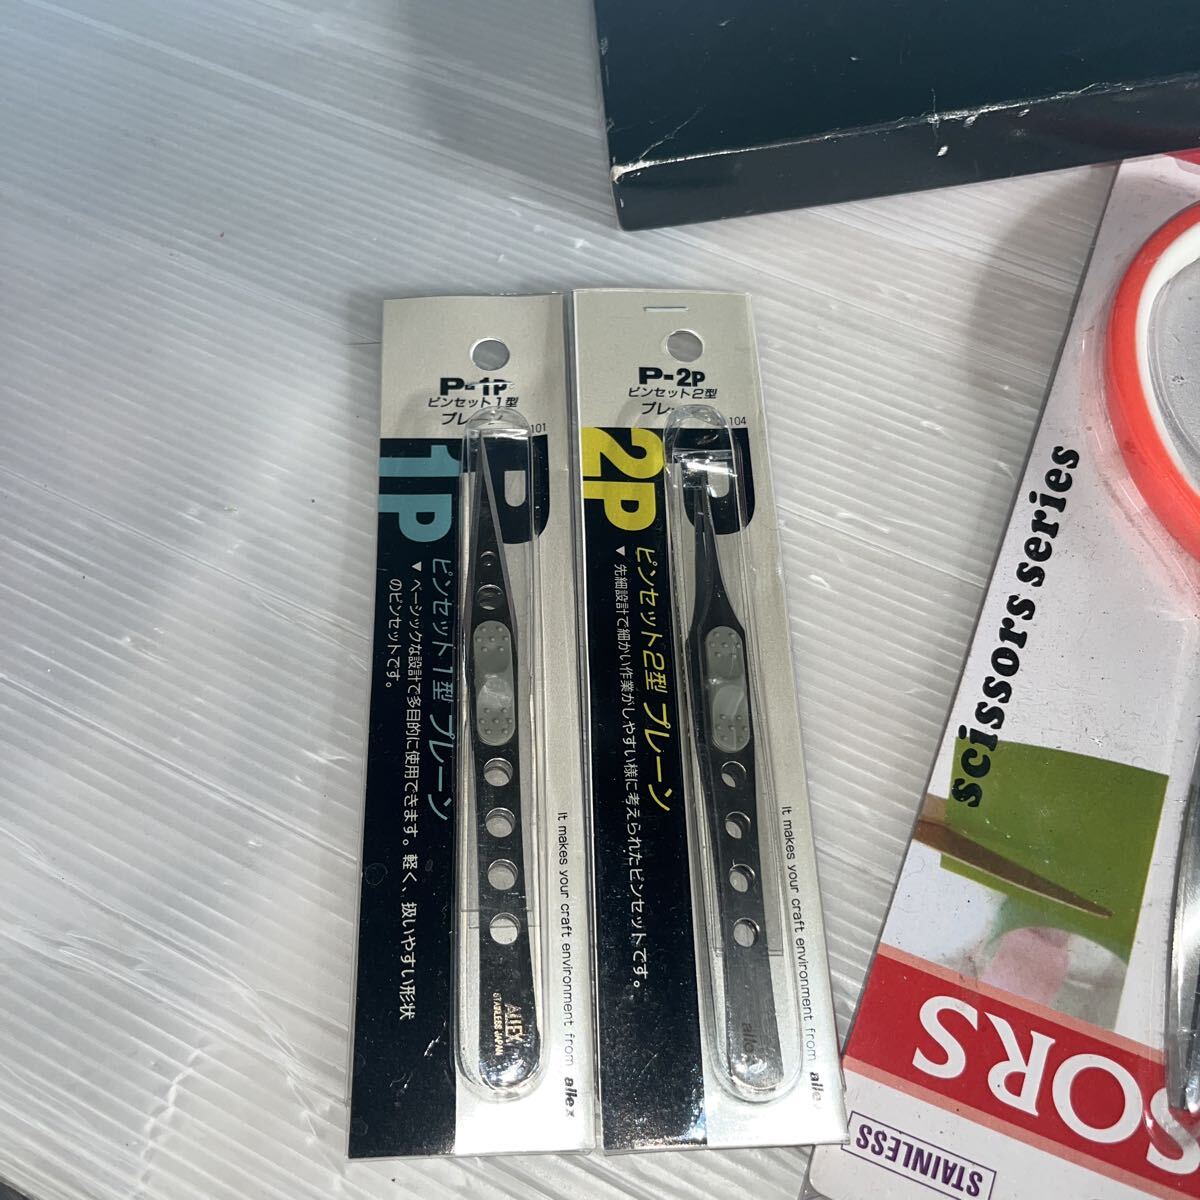 P-1P
ピンセット1型
プレーン
101
1P
ピンセット1型 プレーン
▼ベーシックな設計で多目的に使用できます。軽く、扱いやすい形状
のピンセットです。
AllEX
STAINLESS JAPAN
It makes your craft environment from allex
P-2P
ピンセット2型
プレーン
104
2P
ピンセット2型 プレーン
▼先細設計で細かい作業がしやすい様に考えられたピンセットです。
allex
It makes your craft environment from allex
scissors series
SORS
STAINLESS